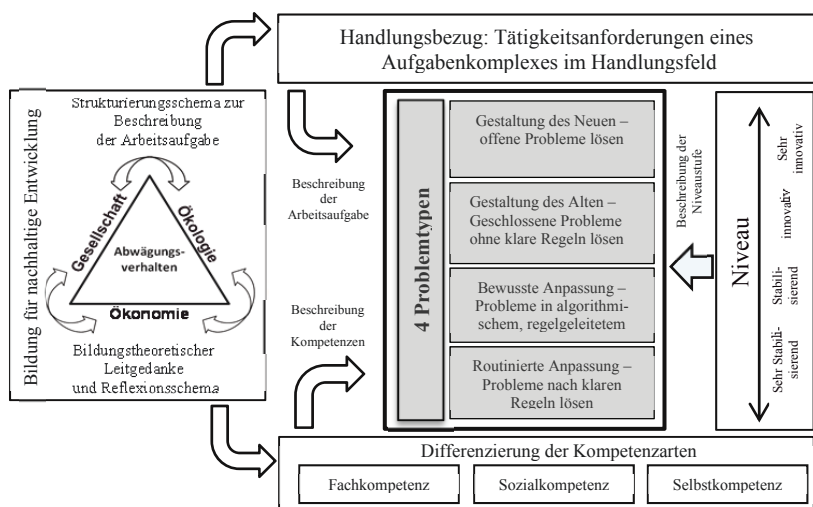 Handlungsbezug: Tätigkeitsanforderungen eines
Aufgabenkomplexes im Handlungsfeld
Bildung für nachhaltige Entwicklung
Strukturierungsschema zur
Beschreibung
der Arbeitsaufgabe
Gesellschaft
Ökologie
Abwägungs-
verhalten
Ökonomie
Bildungstheoretischer
Leitgedanke
und Reflexionsschema
Beschreibung
der
Arbeitsaufgabe
Beschreibung
der
Kompetenzen
4 Problemtypen
Gestaltung des Neuen –
offene Probleme lösen
Gestaltung des Alten –
Geschlossene Probleme
ohne klare Regeln lösen
Bewusste Anpassung –
Probleme in algorithmi-
schem, regelgeleitetem
Routinierte Anpassung –
Probleme nach klaren
Regeln lösen
Beschreibung der
Niveaustufe
Niveau
Sehr
innovativ
innovativ
Stabili-
sierend
Sehr Stabili-
sierend
Differenzierung der Kompetenzarten
Fachkompetenz
Sozialkompetenz
Selbstkompetenz